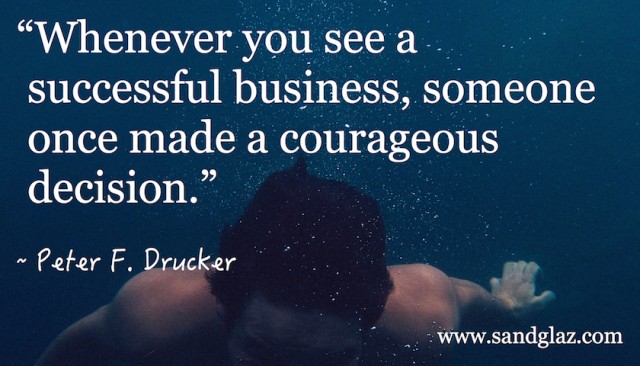 “Whenever you see a
successful business, someone
once made a courageous
decision.”
~ Peter F. Drucker
www.sandglaz.com